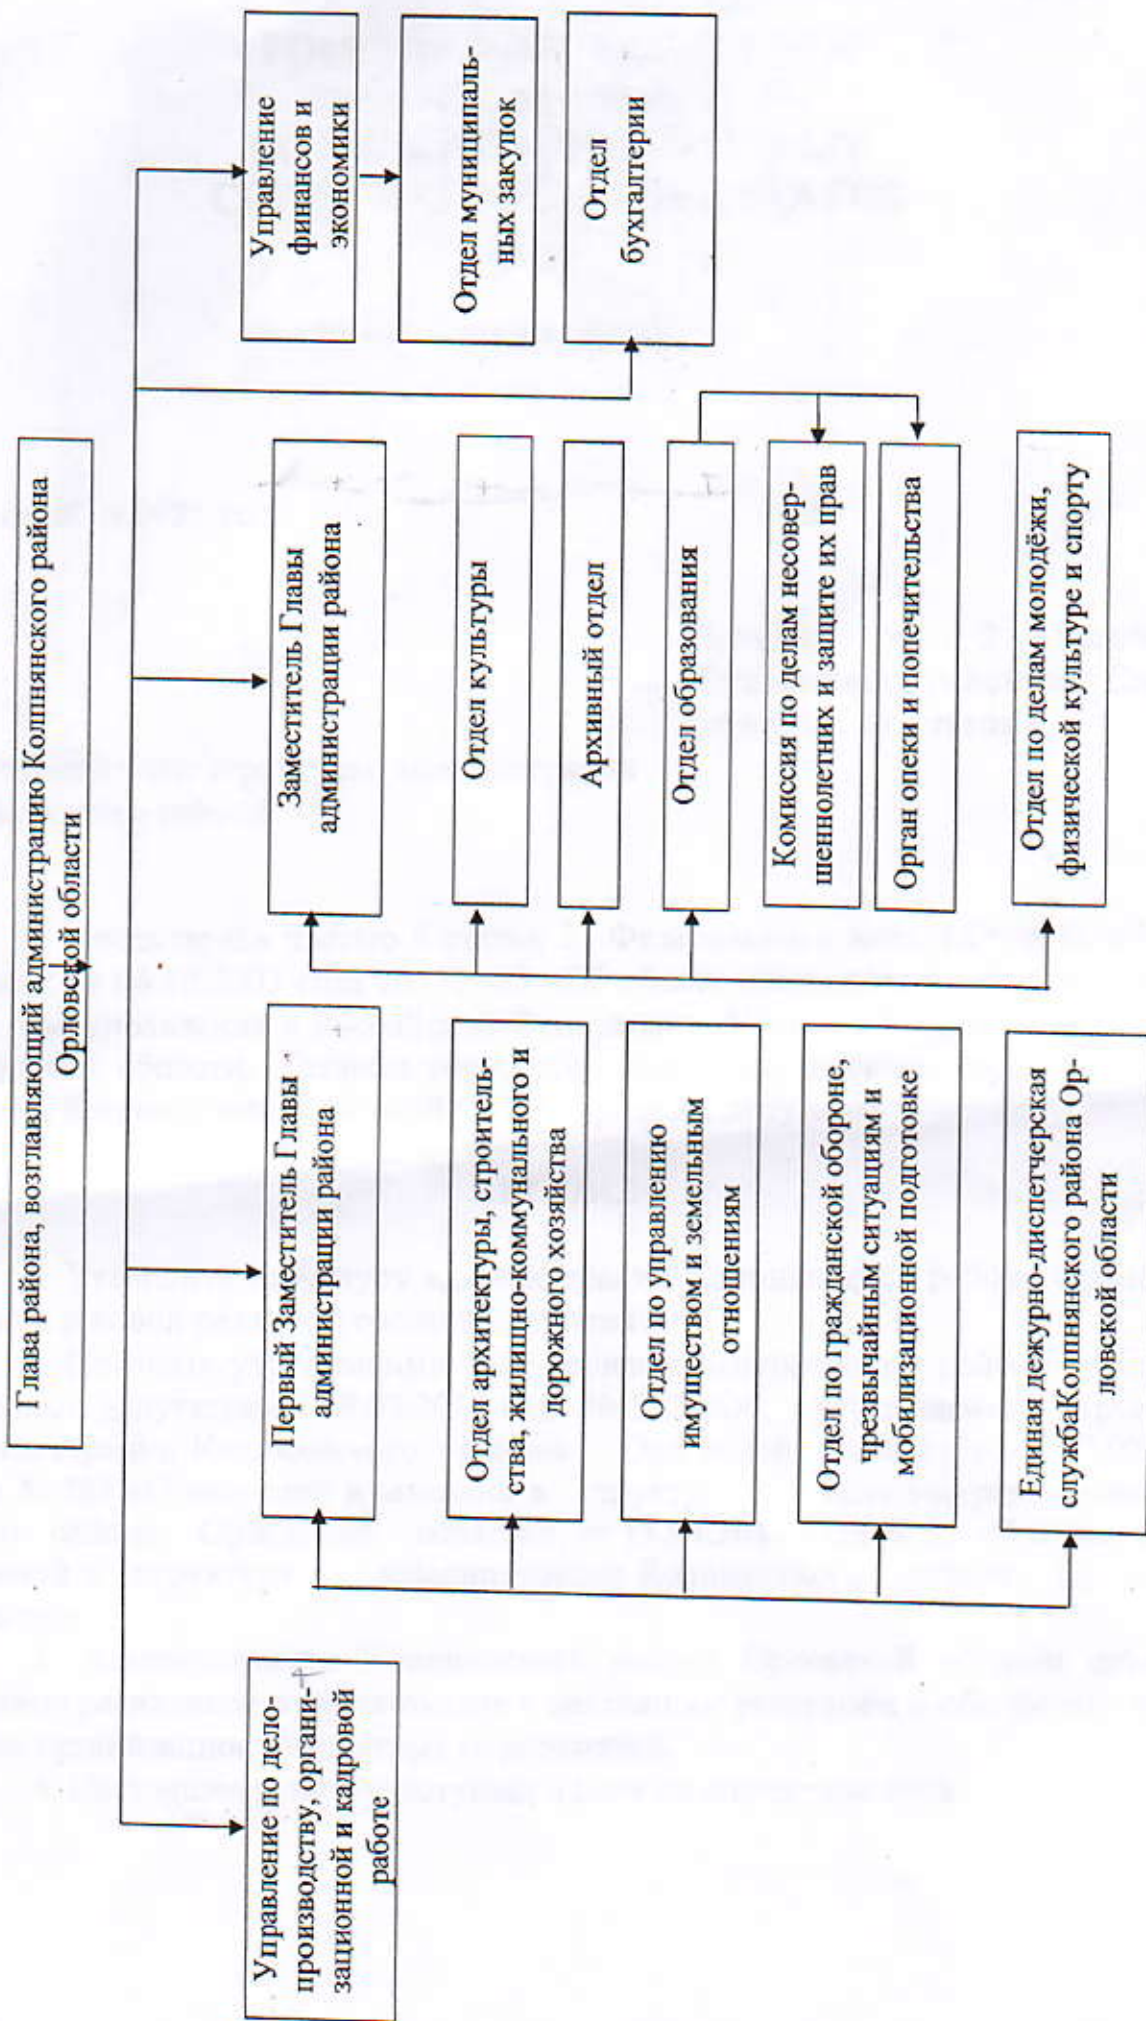 Глава района, возглавляющий администрацию Колпнянского района
Орловской области
Управление по дело-
производству, органи-
зационной и кадровой
работе
Первый Заместитель Главы
администрации района
Отдел архитектуры, строитель-
ства, жилищно-коммунального и
дорожного хозяйства
Отдел по управлению
имуществом и земельным
отношениям
Отдел по гражданской обороне,
чрезвычайным ситуациям и
мобилизационной подготовке
Единая дежурно-диспетчерская
службаКолпнянского района Ор-
ловской области
Заместитель Главы
администрации района
Отдел культуры
Архивный отдел
Отдел образования
Комиссия по делам несовер-
шеннолетних и защите их прав
Орган опеки и попечительства
Отдел по делам молодёжи,
физической культуре и спорту
Управление
финансов и
экономики
Отдел муниципаль-
ных закупок
Отдел
бухгалтерии